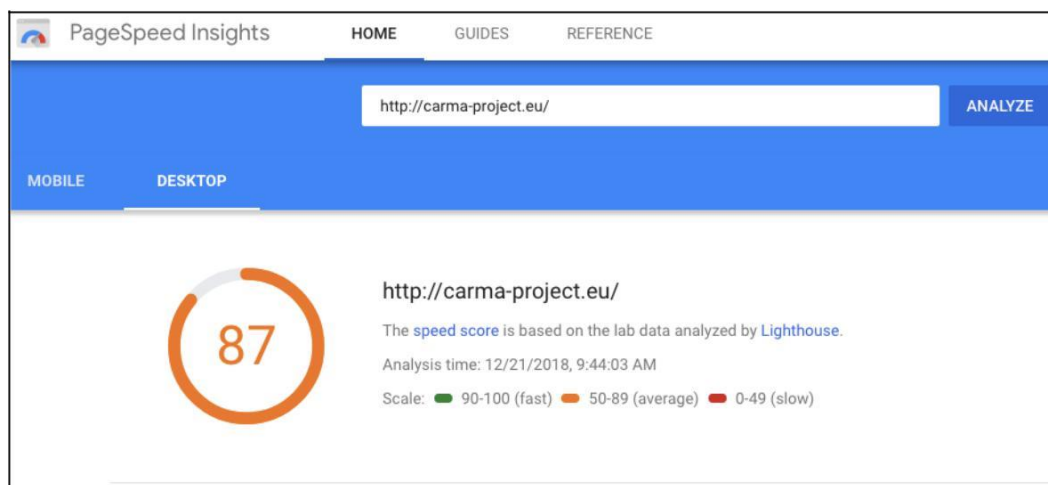 PageSpeed Insights HOME GUIDES REFERENCE
http://carma-project.eu/ ANALYZE
MOBILE DESKTOP
http://carma-project.eu/
87
The speed score is based on the lab data analyzed by Lighthouse.
Analysis time: 12/21/2018, 9:44:03 AM
Scale: 90-100 (fast) 50-89 (average) 0-49 (slow)